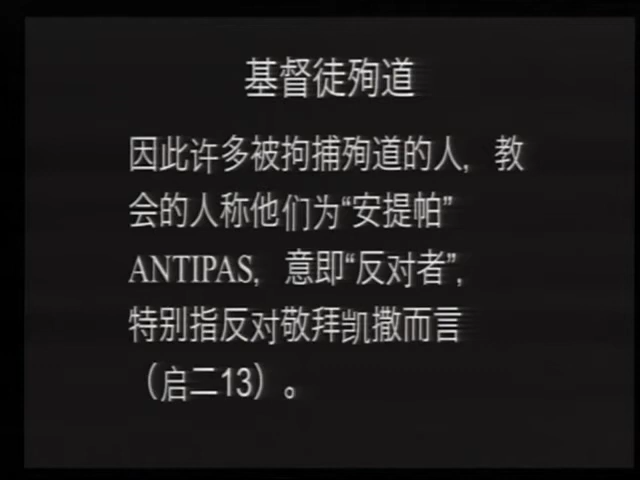 基督徒殉道
因此许多被拘捕殉道的人，教
会的人称他们为“安提帕”
ANTIPAS，意即“反对者”，
特别指反对敬拜凯撒而言
（启二13）。